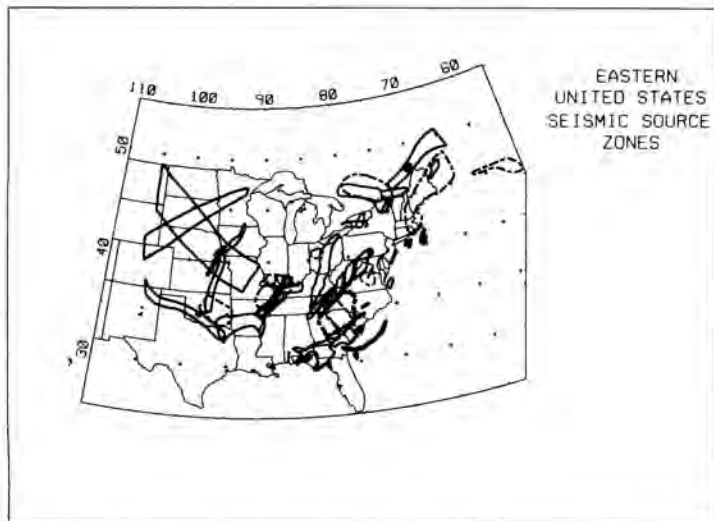 EASTERN
UNITED STATES
SEISMIC SOURCE
ZONES
110 100 90 80 70 60
50
40
30